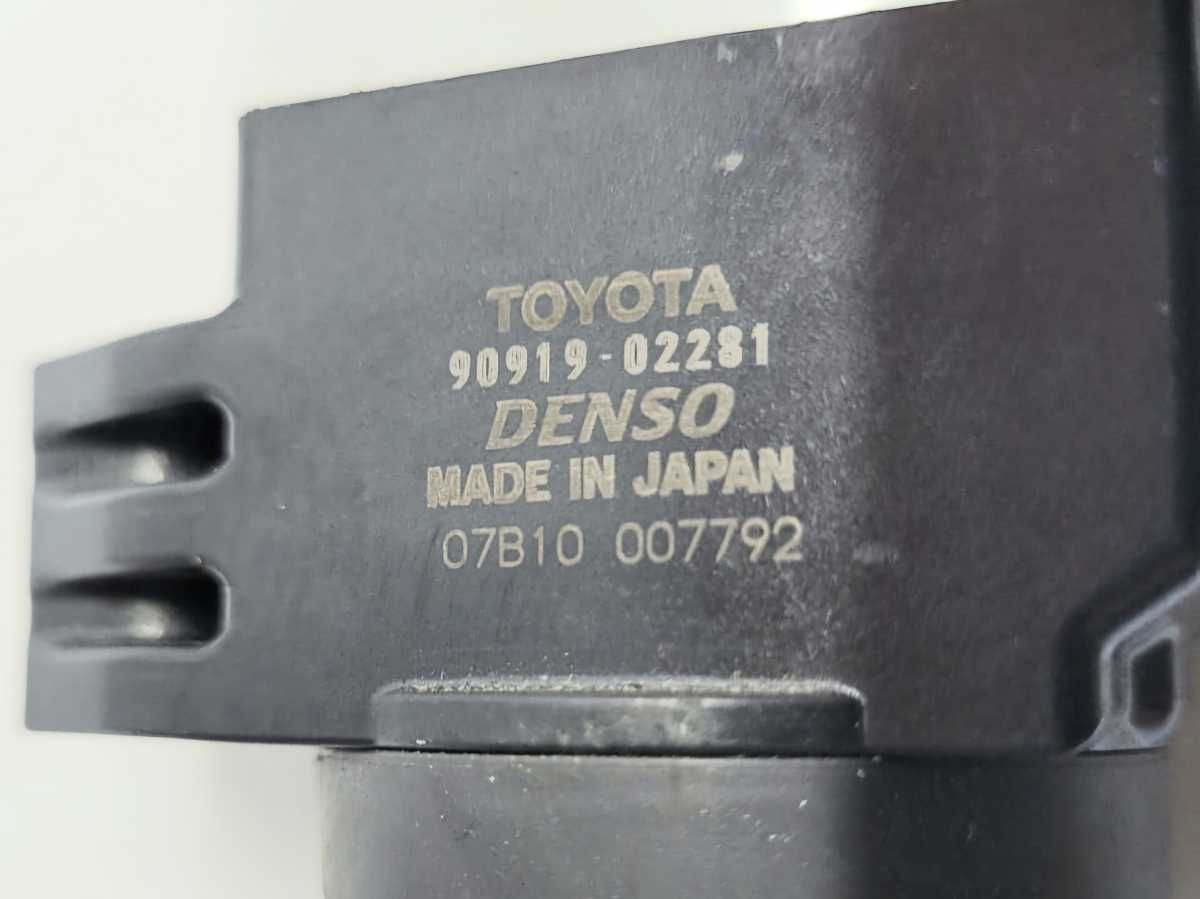 TOYOTA
90919-02281
DENSO
MADE IN JAPAN
07B10 007792